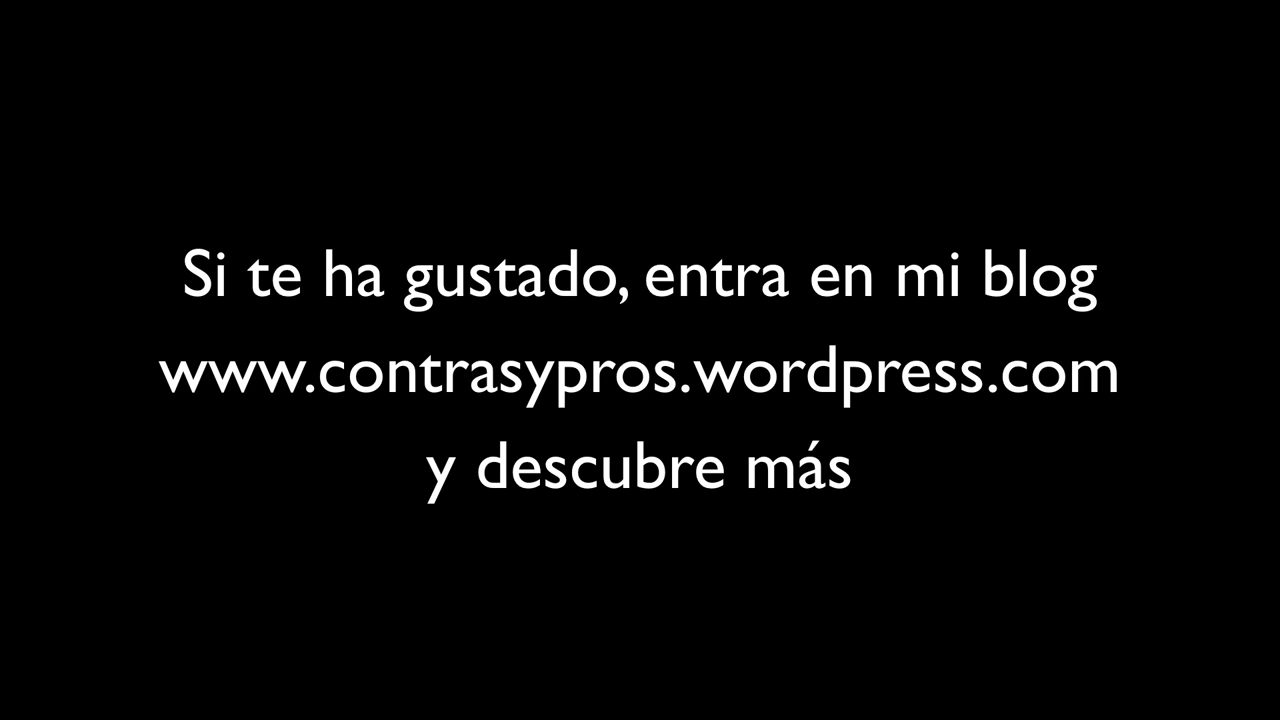 Si te ha gustado, entra en mi blog
www.contrasypros.wordpress.com
y descubre más